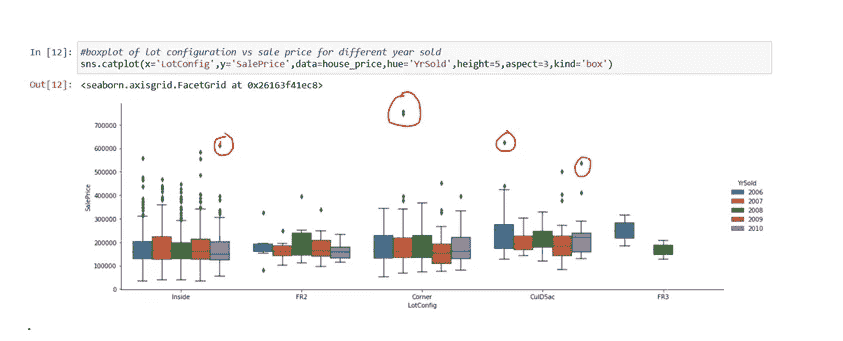 In [12]: #boxplot of lot configuration vs sale price for different year sold
sns.catplot(x='LotConfig',y='SalePrice',data=house_price,hue='YrSold',height=5,aspect=3,kind='box')
Out[12]: <seaborn.axisgrid.FacetGrid at 0x26163f41ec8>
700000
600000
500000
400000
300000
200000
100000
0
SalePrice
Inside FR2 Corner CulDSac FR3
LotConfig
YrSold
2006
2007
2008
2009
2010